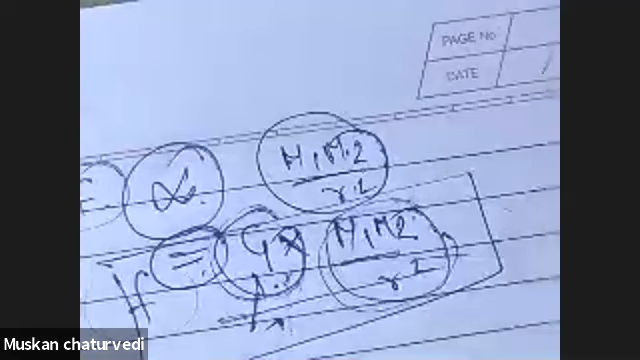 PAGE No
DATE /
∝ M1M2
r2
F = G × M1M2
r2
Muskan chaturvedi